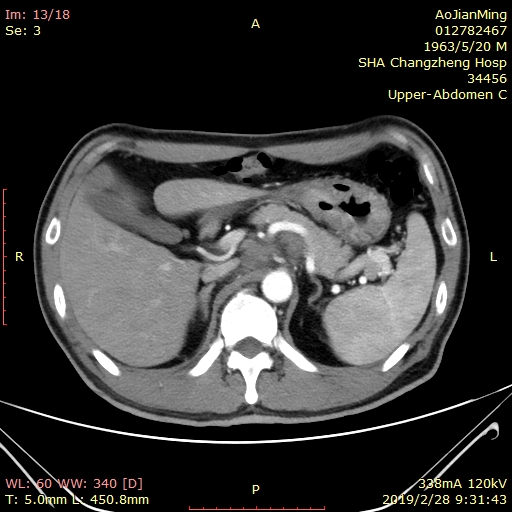 Im: 13/18
Se: 3
A
AoJianMing
012782467
1963/5/20 M
SHA Changzheng Hosp
34456
Upper-Abdomen C
R
L
WL: 60 WW: 340 [D]
T: 5.0mm L: 450.8mm
P
338mA 120kV
2019/2/28 9:31:43